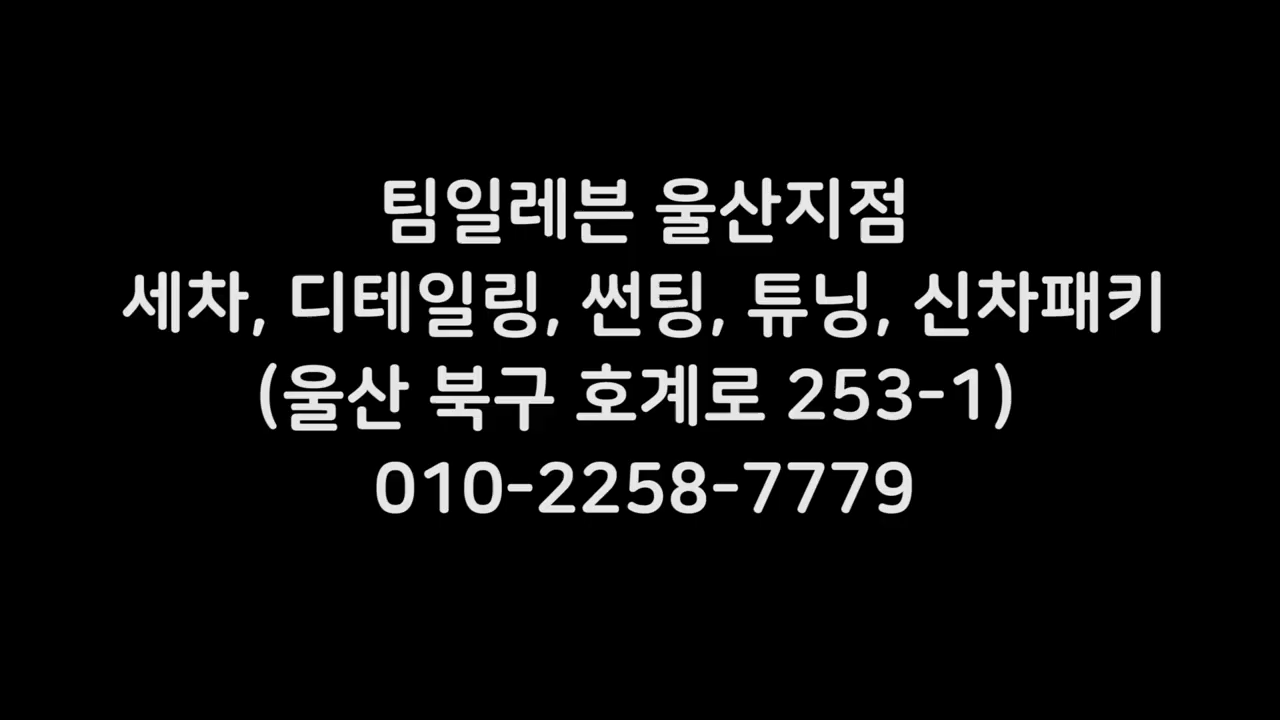 팀일레븐 울산지점
세차, 디테일링, 썬팅, 튜닝, 신차패키
(울산 북구 호계로 253-1)
010-2258-7779